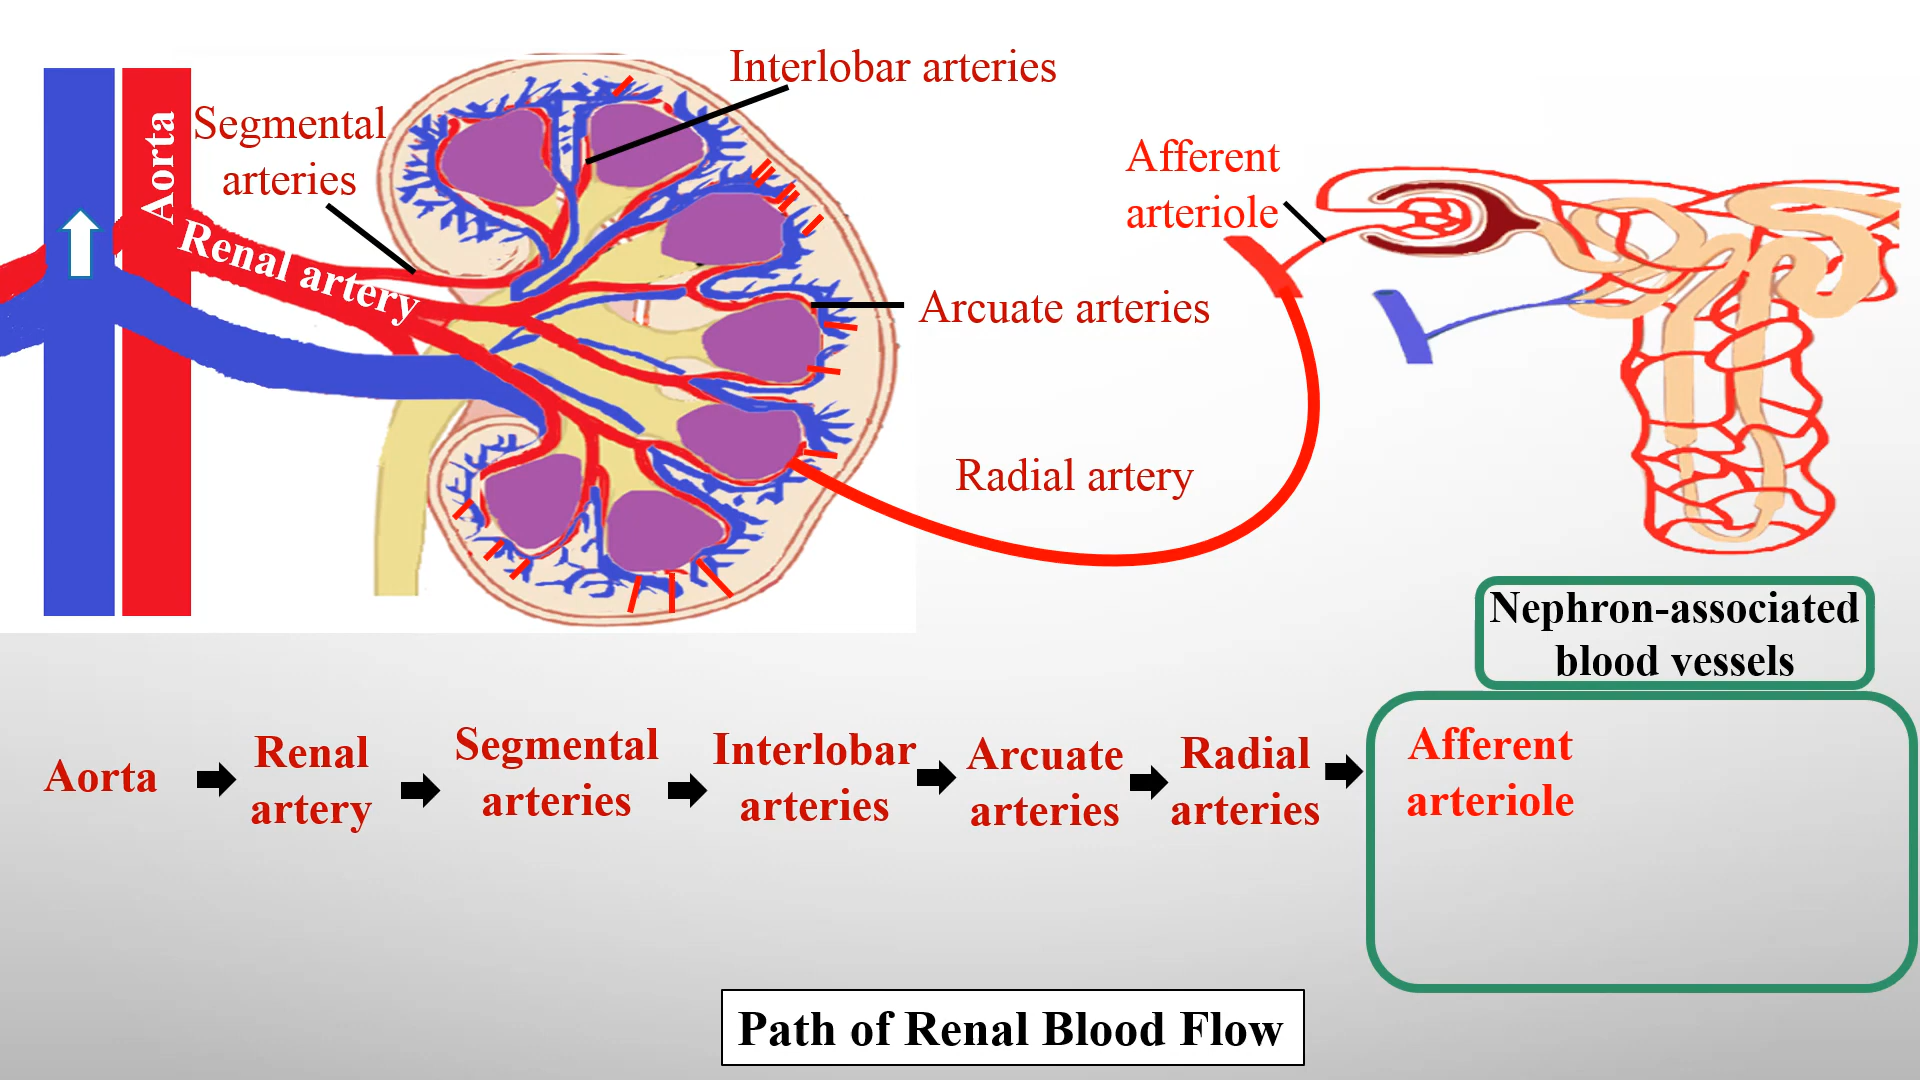 Interlobar arteries
Segmental
arteries
Aorta
Renal artery
Afferent
arteriole
Arcuate arteries
Radial artery
Nephron-associated
blood vessels
Aorta
Renal
artery
Segmental
arteries
Interlobar
arteries
Arcuate
arteries
Radial
arteries
Afferent
arteriole
Path of Renal Blood Flow